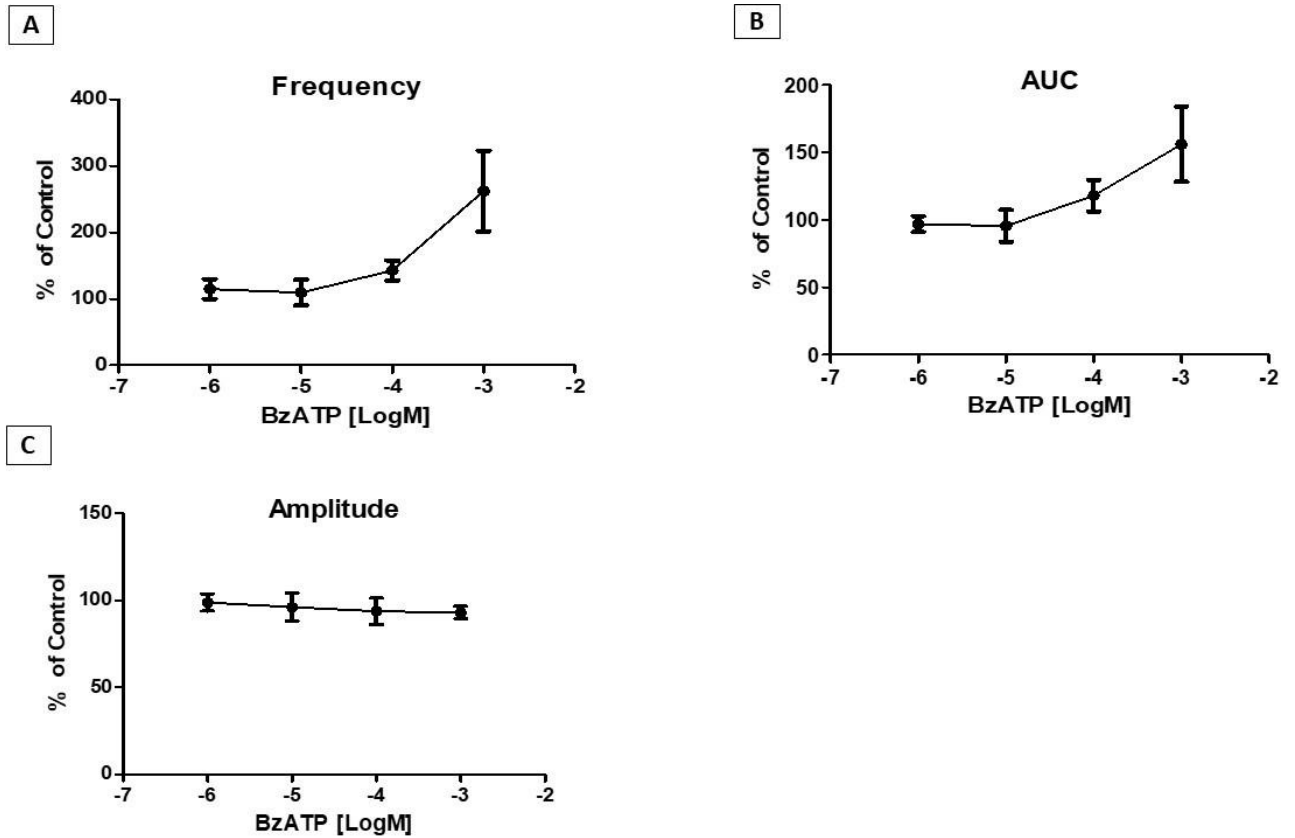 A
Frequency
400
300
200
100
0
% of Control
-7 -6 -5 -4 -3 -2
BzATP [LogM]
B
AUC
200
150
100
50
0
% of Control
-7 -6 -5 -4 -3 -2
BzATP [LogM]
C
Amplitude
150
100
50
0
% of Control
-7 -6 -5 -4 -3 -2
BzATP [LogM]